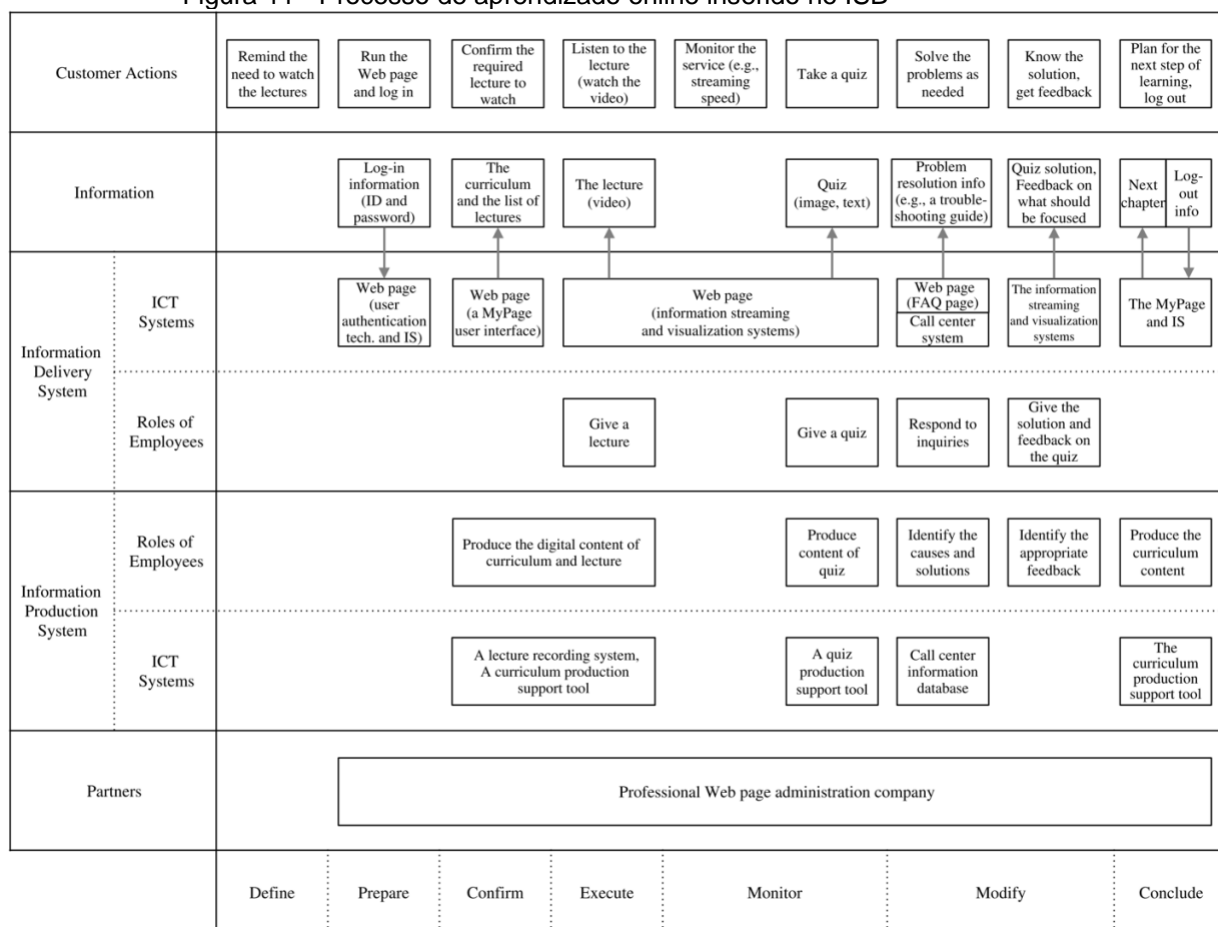 Figura 11 - Processo de aprendizado online inserido no ISB
Customer Actions
Remind the
need to watch
the lectures
Run the
Web page
and log in
Confirm the
required
lecture to
watch
Listen to the
lecture
(watch the
video)
Monitor the
service (e.g.,
streaming
speed)
Take a quiz
Solve the
problems as
needed
Know the
solution,
get feedback
Plan for the
next step of
learning,
log out
Information
Log-in
information
(ID and
password)
The
curriculum
and the list of
lectures
The lecture
(video)
Quiz
(image, text)
Problem
resolution info
(e.g., a trouble-
shooting guide)
Quiz solution,
Feedback on
what should
be focused
Next
chapter
Log-
out
info
Information
Delivery
System
ICT
Systems
Web page
(user
authentication
tech. and IS)
Web page
(a MyPage
user interface)
Web page
(information streaming
and visualization systems)
Web page
(FAQ page)
Call center
system
The information
streaming
and visualization
systems
The MyPage
and IS
Roles of
Employees
Give a
lecture
Give a quiz
Respond to
inquiries
Give the
solution and
feedback on
the quiz
Information
Production
System
Roles of
Employees
Produce the digital content of
curriculum and lecture
Produce
content of
quiz
Identify the
causes and
solutions
Identify the
appropriate
feedback
Produce the
curriculum
content
ICT
Systems
A lecture recording system,
A curriculum production
support tool
A quiz
production
support tool
Call center
information
database
The
curriculum
production
support tool
Partners
Professional Web page administration company
Define
Prepare
Confirm
Execute
Monitor
Modify
Conclude